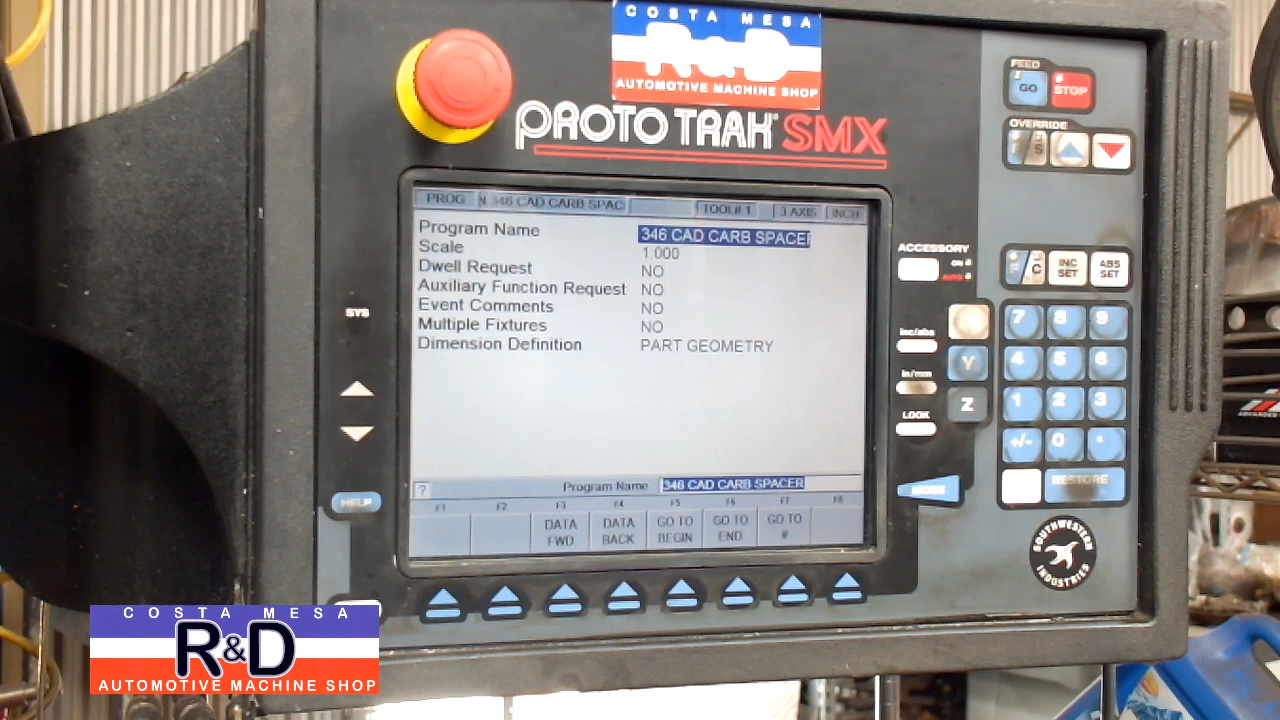 COSTA MESA
R&D
AUTOMOTIVE MACHINE SHOP
PROTO TRAK SMX
FEED
GO STOP
OVERRIDE
F S
PROG 346 CAD CARB SPAC TOOL# 1 3 AXIS INCH
Program Name 346 CAD CARB SPACER
Scale 1.000
Dwell Request NO
Auxiliary Function Request NO
Event Comments NO
Multiple Fixtures NO
Dimension Definition PART GEOMETRY
? Program Name 346 CAD CARB SPACER
F1 F2 F3 F4 F5 F6 F7 F8
DATA FWD
DATA BACK
GO TO BEGIN
GO TO END
GO TO #
SYS
HELP
ACCESSORY
ON
AUTO
F C
INC SET
ABS SET
inc/abs
in/mm
LOOK
MODE
Y
Z
7 8 9
4 5 6
1 2 3
+/- 0 .
RESTORE
SOUTHWESTERN INDUSTRIES
COSTA MESA
R&D
AUTOMOTIVE MACHINE SHOP